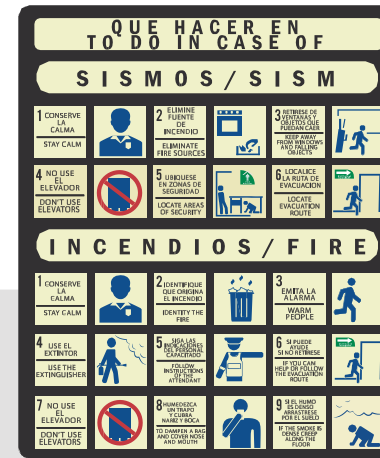 QUE HACER EN
TO DO IN CASE OF
SISMOS/SISM
1 CONSERVE
LA
CALMA
STAY CALM
2 ELIMINE
FUENTE
DE
INCENDIO
ELIMINATE
FIRE SOURCES
3 RETIRESE DE
VENTANAS Y
OBJETOS QUE
PUEDAN CAER
KEEP AWAY
FROM WINDOWS
AND FALLING
OBJECTS
4 NO USE
EL
ELEVADOR
DON'T USE
ELEVATORS
5 UBIQUESE
EN ZONAS DE
SEGURIDAD
LOCATE AREAS
OF SECURITY
6 LOCALICE
LA RUTA DE
EVACUACION
LOCATE
EVACUATION
ROUTE
INCENDIOS/FIRE
1 CONSERVE
LA
CALMA
STAY CALM
2 IDENTIFIQUE
QUE ORIGINA
EL INCENDIO
IDENTITY THE
FIRE
3
EMITA LA
ALARMA
WARM
PEOPLE
4 USE EL
EXTINTOR
USE THE
EXTINGUISHER
5 SIGA LAS
INDICACIONES
DEL PERSONAL
CAPACITADO
FOLLOW
INSTRUCTIONS
OF THE
ATTENDANT
6 SI PUEDE
AYUDE
SI NO RETIRESE
IF YOU CAN
HELP OR FOLLOW
THE EVACUATION
ROUTE
7 NO USE
EL
ELEVADOR
DON'T USE
ELEVATORS
8 HUMEDEZCA
UN TRAPO
Y CUBRA
NARIZ Y BOCA
TO DAMPEN A RAG
AND COVER NOSE
AND MOUTH
9 SI EL HUMO
ES DENSO
ARRASTRESE
POR EL SUELO
IF THE SMOKE IS
DENSE CREEP
ALONG THE
FLOOR